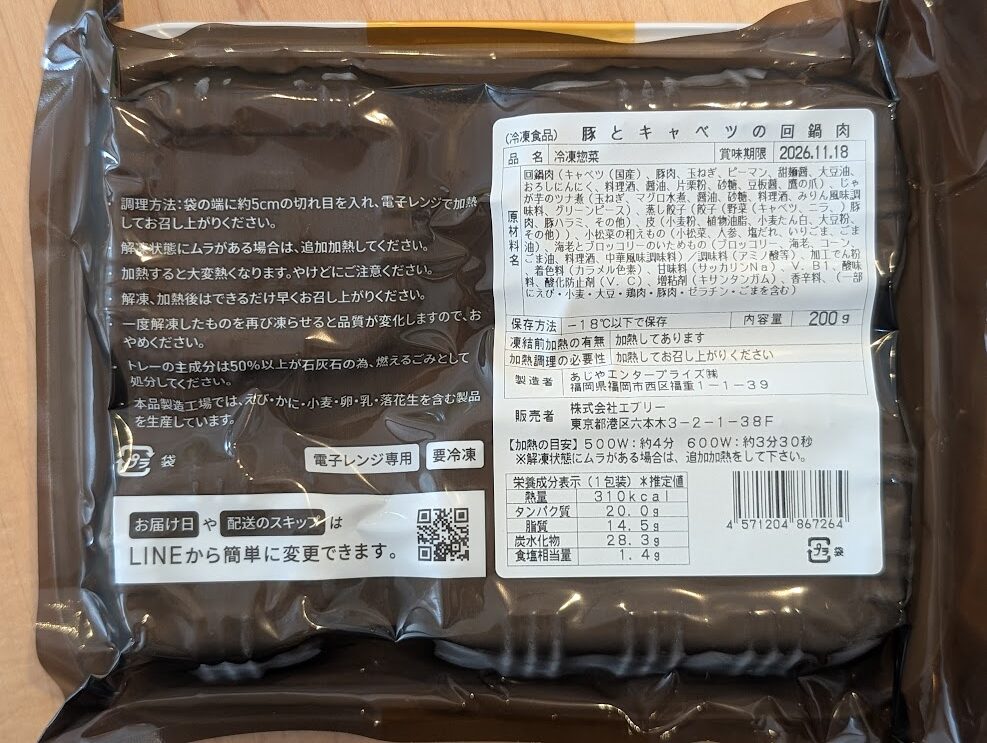 調理方法:袋の端に約5cmの切れ目を入れ、電子レンジで加熱
してお召し上がりください。
・解凍状態にムラがある場合は、追加加熱してください。
・加熱すると大変熱くなります。やけどにご注意ください。
・解凍、加熱後はできるだけ早くお召し上がりください。
・一度解凍したものを再び凍らせると品質が変化しますので、お
やめください。
・トレーの主成分は50%以上が石灰石の為、燃えるごみとして
処分してください。
・本品製造工場では、えび・かに・小麦・卵・乳・落花生を含む製品
を生産しています。
プラ 袋
電子レンジ専用 要冷凍
お届け日 や 配送のスキップ は
LINEから簡単に変更できます。
(冷凍食品) 豚とキャベツの回鍋肉
品名 冷凍惣菜 賞味期限 2026.11.18
原材料名
回鍋肉(キャベツ(国産)、豚肉、玉ねぎ、ピーマン、甜麺醤、大豆油、
おろしにんにく、料理酒、醤油、片栗粉、砂糖、豆板醤、鷹の爪)、じゃ
が芋のツナ煮(玉ねぎ、マグロ水煮、醤油、砂糖、料理酒、みりん風味調
味料、グリーンピース)、蒸し餃子(餃子(野菜(キャベツ、ニラ)、豚
肉、豚ハラミ、その他)、皮(小麦粉、植物油脂、小麦たん白、大豆粉、
その他))、小松菜の和えもの(小松菜、人参、塩だれ、いりごま、ごま
油)、海老とブロッコリーのいためもの(ブロッコリー、海老、コーン、
ごま油、料理酒、中華風味調味料)/調味料(アミノ酸等)、加工でん粉
、着色料(カラメル色素)、甘味料(サッカリンNa)、V.B1、酸味
料、酸化防止剤(V.C)、増粘剤(キサンタンガム)、香辛料、(一部
にえび・小麦・大豆・鶏肉・豚肉・ゼラチン・ごまを含む)
保存方法 -18℃以下で保存 内容量 200g
凍結前加熱の有無 加熱してあります
加熱調理の必要性 加熱してお召し上がりください
製造者 あじやエンタープライズ㈱
福岡県福岡市西区福重1-1-39
販売者 株式会社エブリー
東京都港区六本木3-2-1-38F
【加熱の目安】500W:約4分 600W:約3分30秒
※解凍状態にムラがある場合は、追加加熱をして下さい。
栄養成分表示(1包装)*推定値
熱量 310kcal
タンパク質 20.0g
脂質 14.5g
炭水化物 28.3g
食塩相当量 1.4g
4 571204 867264
プラ 袋